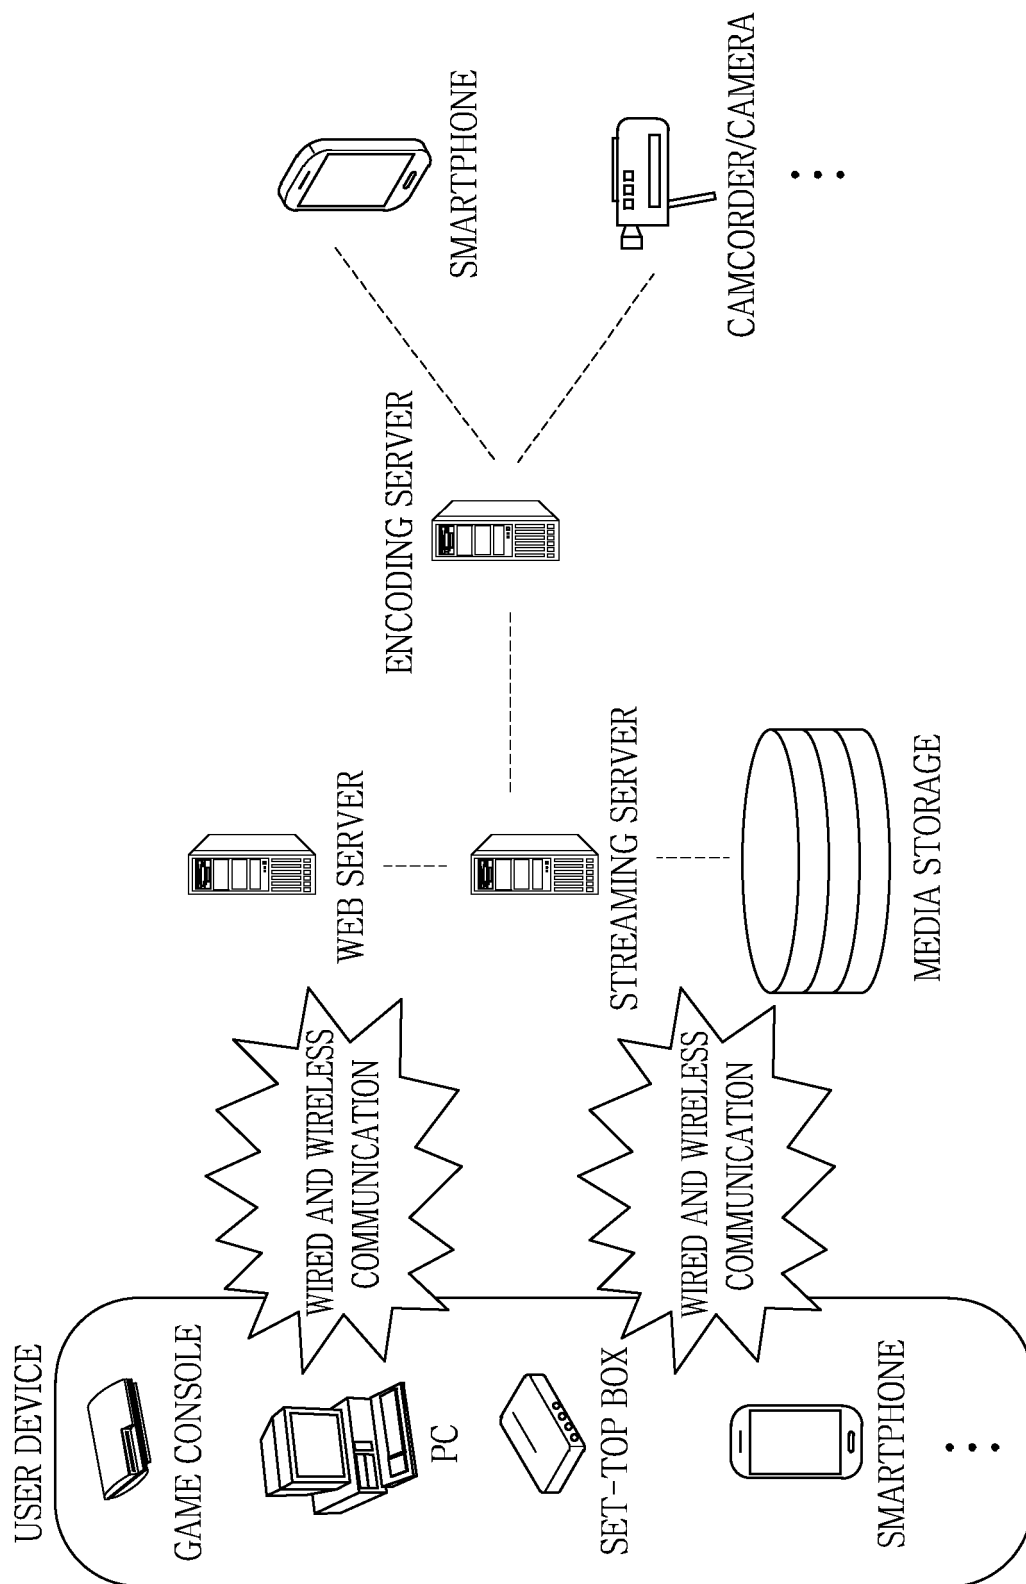 USER DEVICE
GAME CONSOLE
PC
SET-TOP BOX
SMARTPHONE
WIRED AND WIRELESS
COMMUNICATION
WIRED AND WIRELESS
COMMUNICATION
WEB SERVER
STREAMING SERVER
MEDIA STORAGE
ENCODING SERVER
SMARTPHONE
CAMCORDER/CAMERA